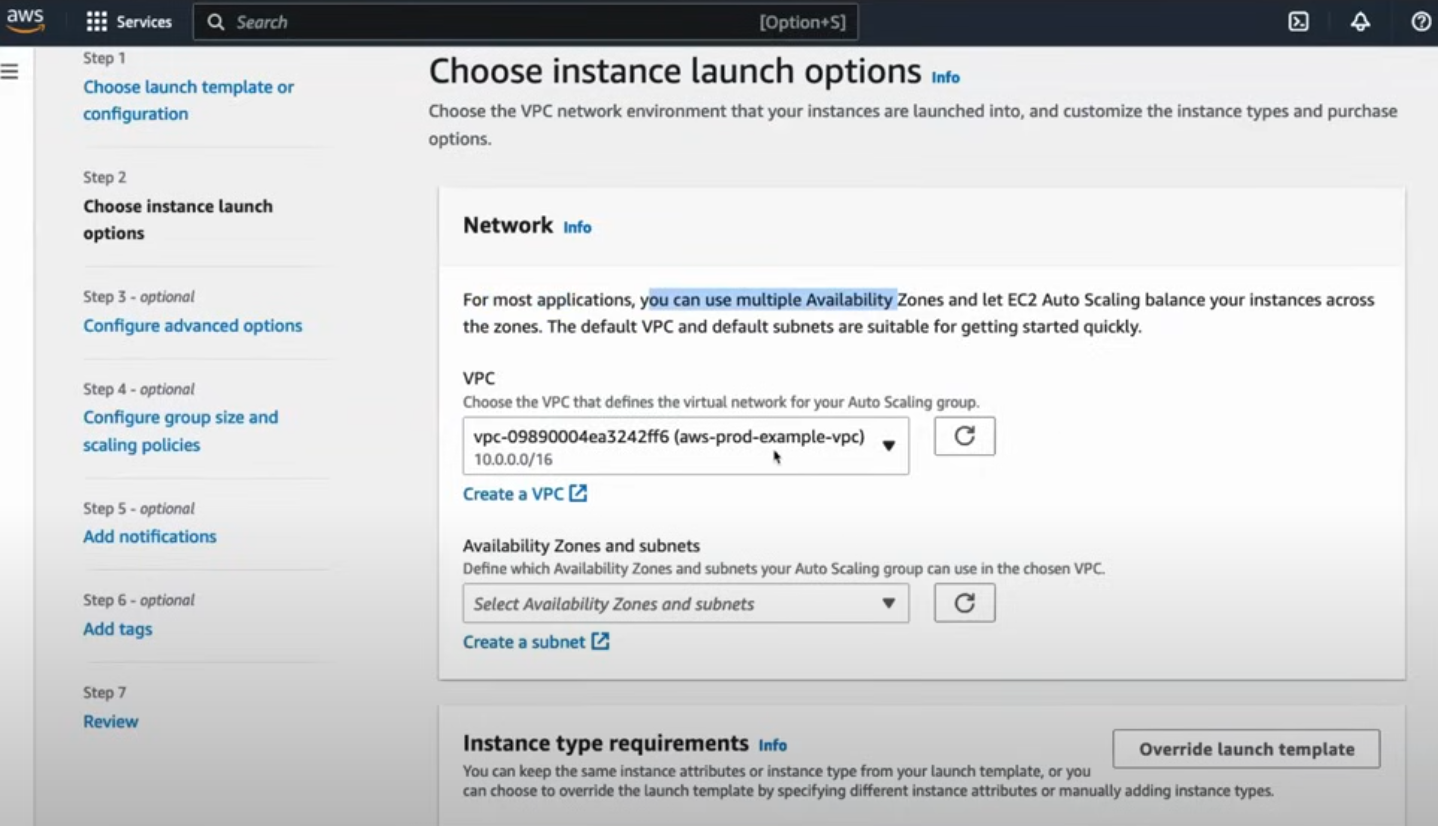 aws
Services
Search
[Option+S]
Step 1
Choose launch template or
configuration
Step 2
Choose instance launch
options
Step 3 - optional
Configure advanced options
Step 4 - optional
Configure group size and
scaling policies
Step 5 - optional
Add notifications
Step 6 - optional
Add tags
Step 7
Review
Choose instance launch options Info
Choose the VPC network environment that your instances are launched into, and customize the instance types and purchase
options.
Network Info
For most applications, you can use multiple Availability Zones and let EC2 Auto Scaling balance your instances across
the zones. The default VPC and default subnets are suitable for getting started quickly.
VPC
Choose the VPC that defines the virtual network for your Auto Scaling group.
vpc-09890004ea3242ff6 (aws-prod-example-vpc)
10.0.0.0/16
Create a VPC
Availability Zones and subnets
Define which Availability Zones and subnets your Auto Scaling group can use in the chosen VPC.
Select Availability Zones and subnets
Create a subnet
Instance type requirements Info
Override launch template
You can keep the same instance attributes or instance type from your launch template, or you
can choose to override the launch template by specifying different instance attributes or manually adding instance types.